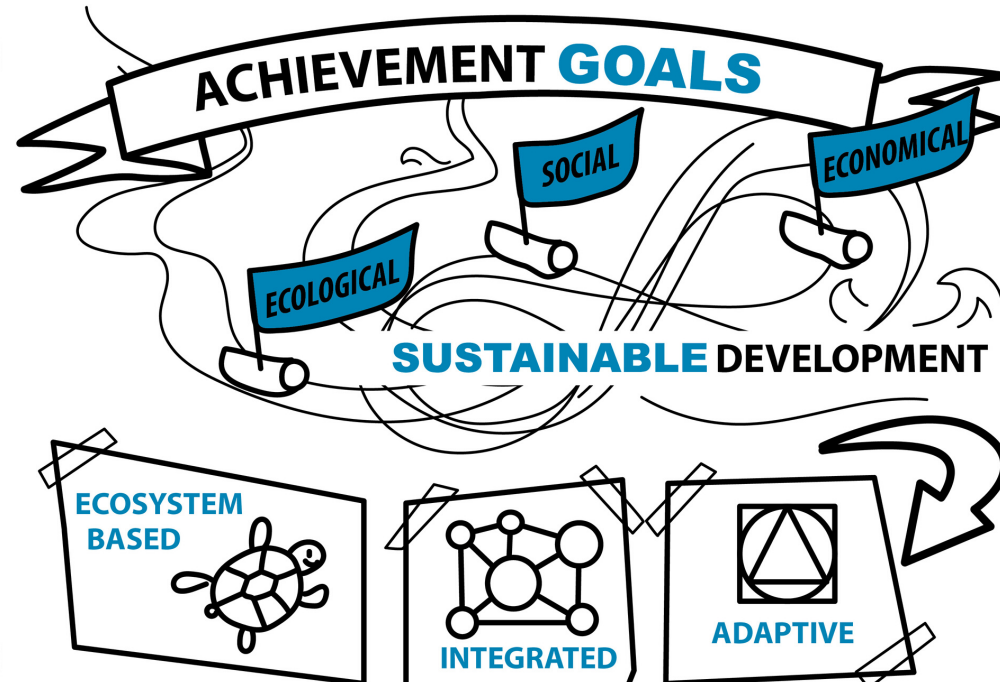 ACHIEVEMENT GOALS
SOCIAL
ECONOMICAL
ECOLOGICAL
SUSTAINABLE DEVELOPMENT
ECOSYSTEM
BASED
INTEGRATED
ADAPTIVE